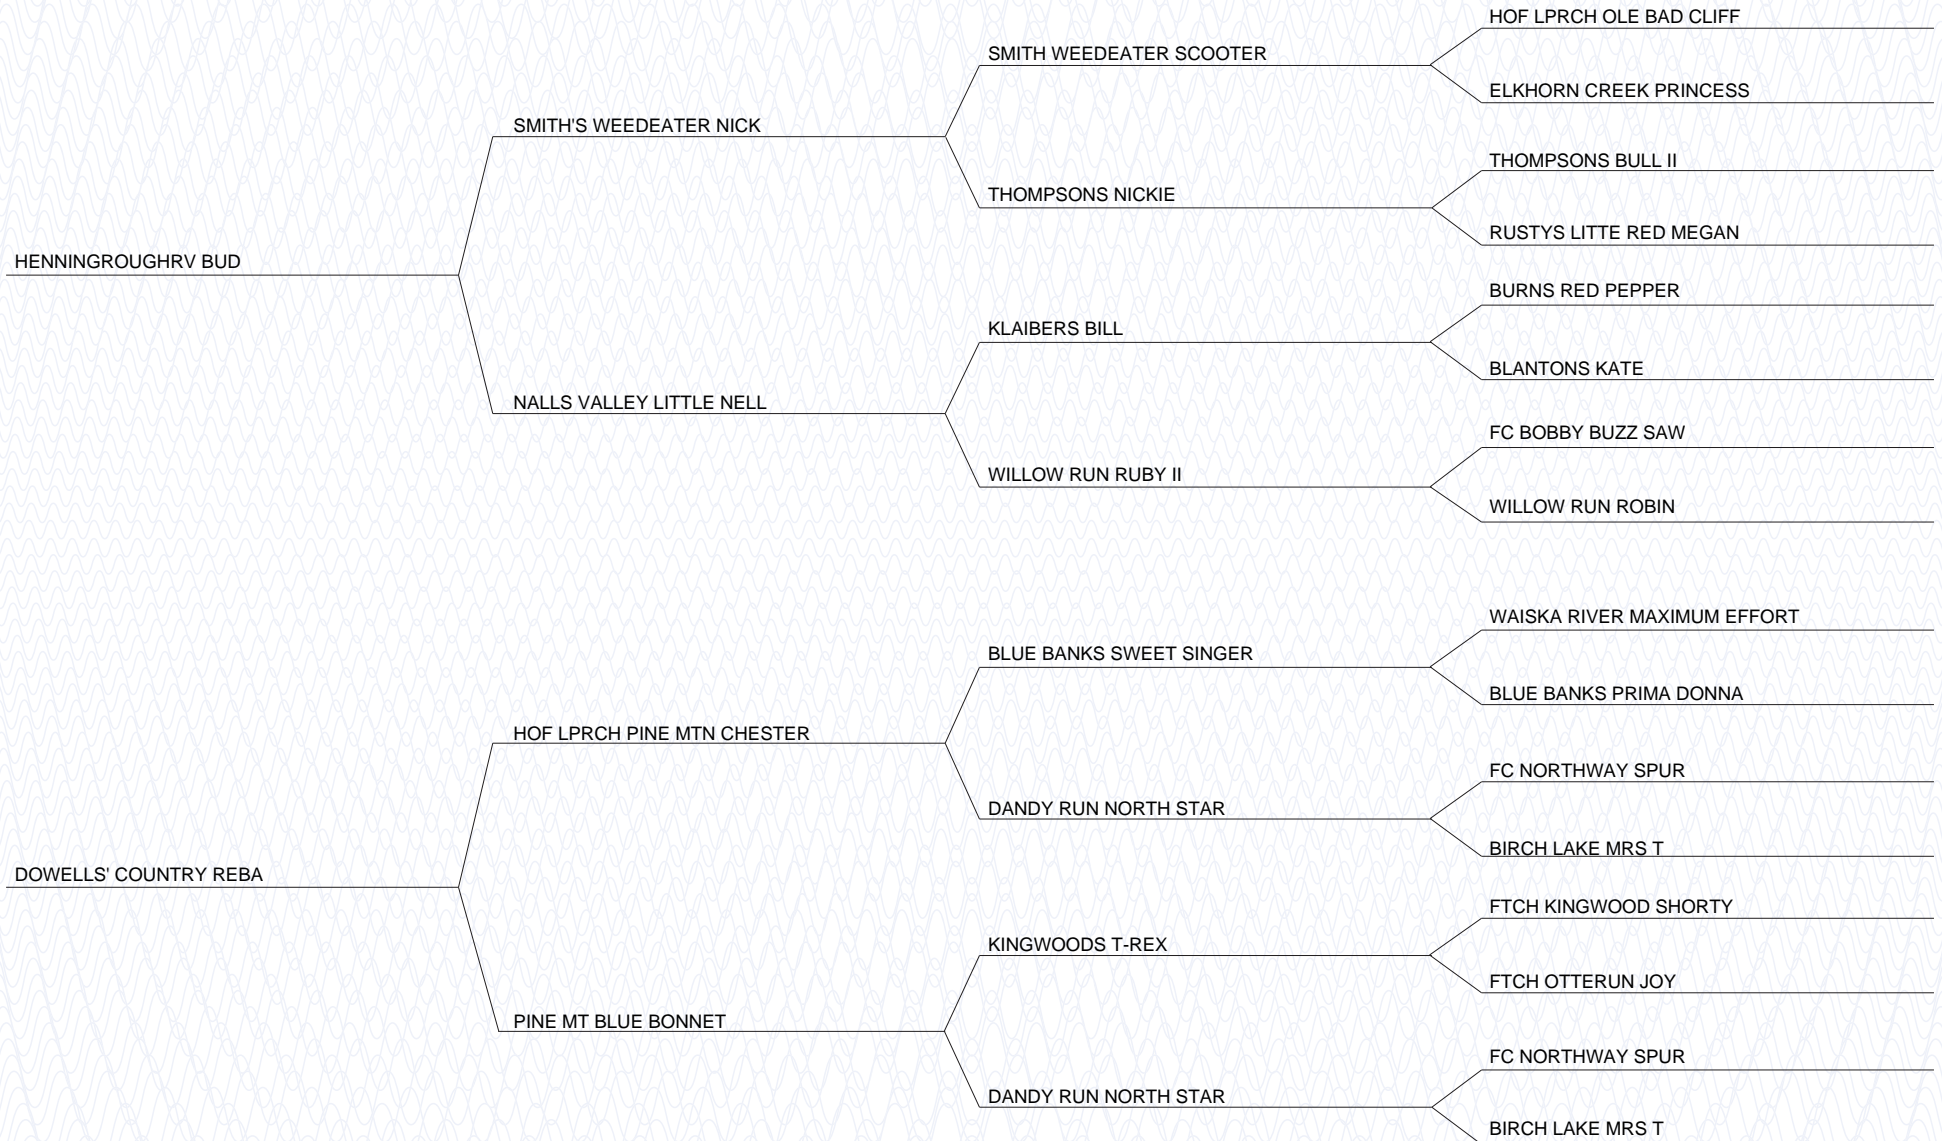 HOF LPRCH OLE BAD CLIFF
SMITH WEEDEATER SCOOTER
ELKHORN CREEK PRINCESS
SMITH'S WEEDEATER NICK
THOMPSONS BULL II
THOMPSONS NICKIE
RUSTYS LITTE RED MEGAN
HENNINGROUGHRV BUD
BURNS RED PEPPER
KLAIBERS BILL
BLANTONS KATE
NALLS VALLEY LITTLE NELL
FC BOBBY BUZZ SAW
WILLOW RUN RUBY II
WILLOW RUN ROBIN
WAISKA RIVER MAXIMUM EFFORT
BLUE BANKS SWEET SINGER
BLUE BANKS PRIMA DONNA
HOF LPRCH PINE MTN CHESTER
FC NORTHWAY SPUR
DANDY RUN NORTH STAR
BIRCH LAKE MRS T
DOWELLS' COUNTRY REBA
FTCH KINGWOOD SHORTY
KINGWOODS T-REX
FTCH OTTERUN JOY
PINE MT BLUE BONNET
FC NORTHWAY SPUR
DANDY RUN NORTH STAR
BIRCH LAKE MRS T